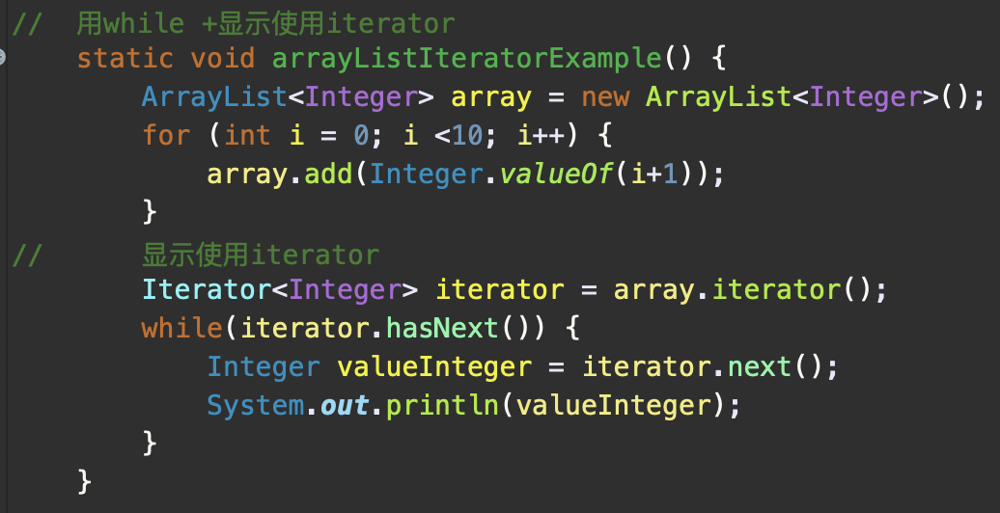 //  用while +显示使用iterator
    static void arrayListIteratorExample() {
        ArrayList<Integer> array = new ArrayList<Integer>();
        for (int i = 0; i <10; i++) {
            array.add(Integer.valueOf(i+1));
        }
//      显示使用iterator
        Iterator<Integer> iterator = array.iterator();
        while(iterator.hasNext()) {
            Integer valueInteger = iterator.next();
            System.out.println(valueInteger);
        }
    }